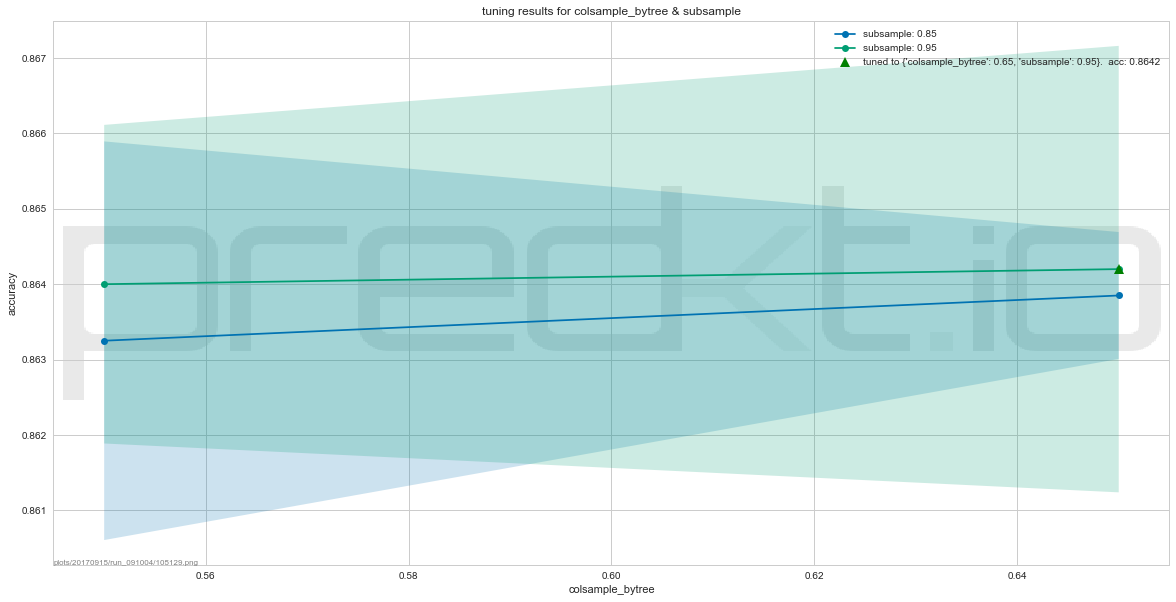 tuning results for colsample_bytree & subsample
subsample: 0.85
subsample: 0.95
tuned to {'colsample_bytree': 0.65, 'subsample': 0.95}.  acc: 0.8642
accuracy
0.867
0.866
0.865
0.864
0.863
0.862
0.861
preckt.io
plots/20170915/run_091004/105129.png
0.56
0.58
0.60
0.62
0.64
colsample_bytree